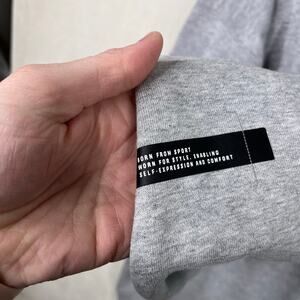 BORN FROM SPORT
WORN FOR STYLE, ENABLING
SELF-EXPRESSION AND COMFORT